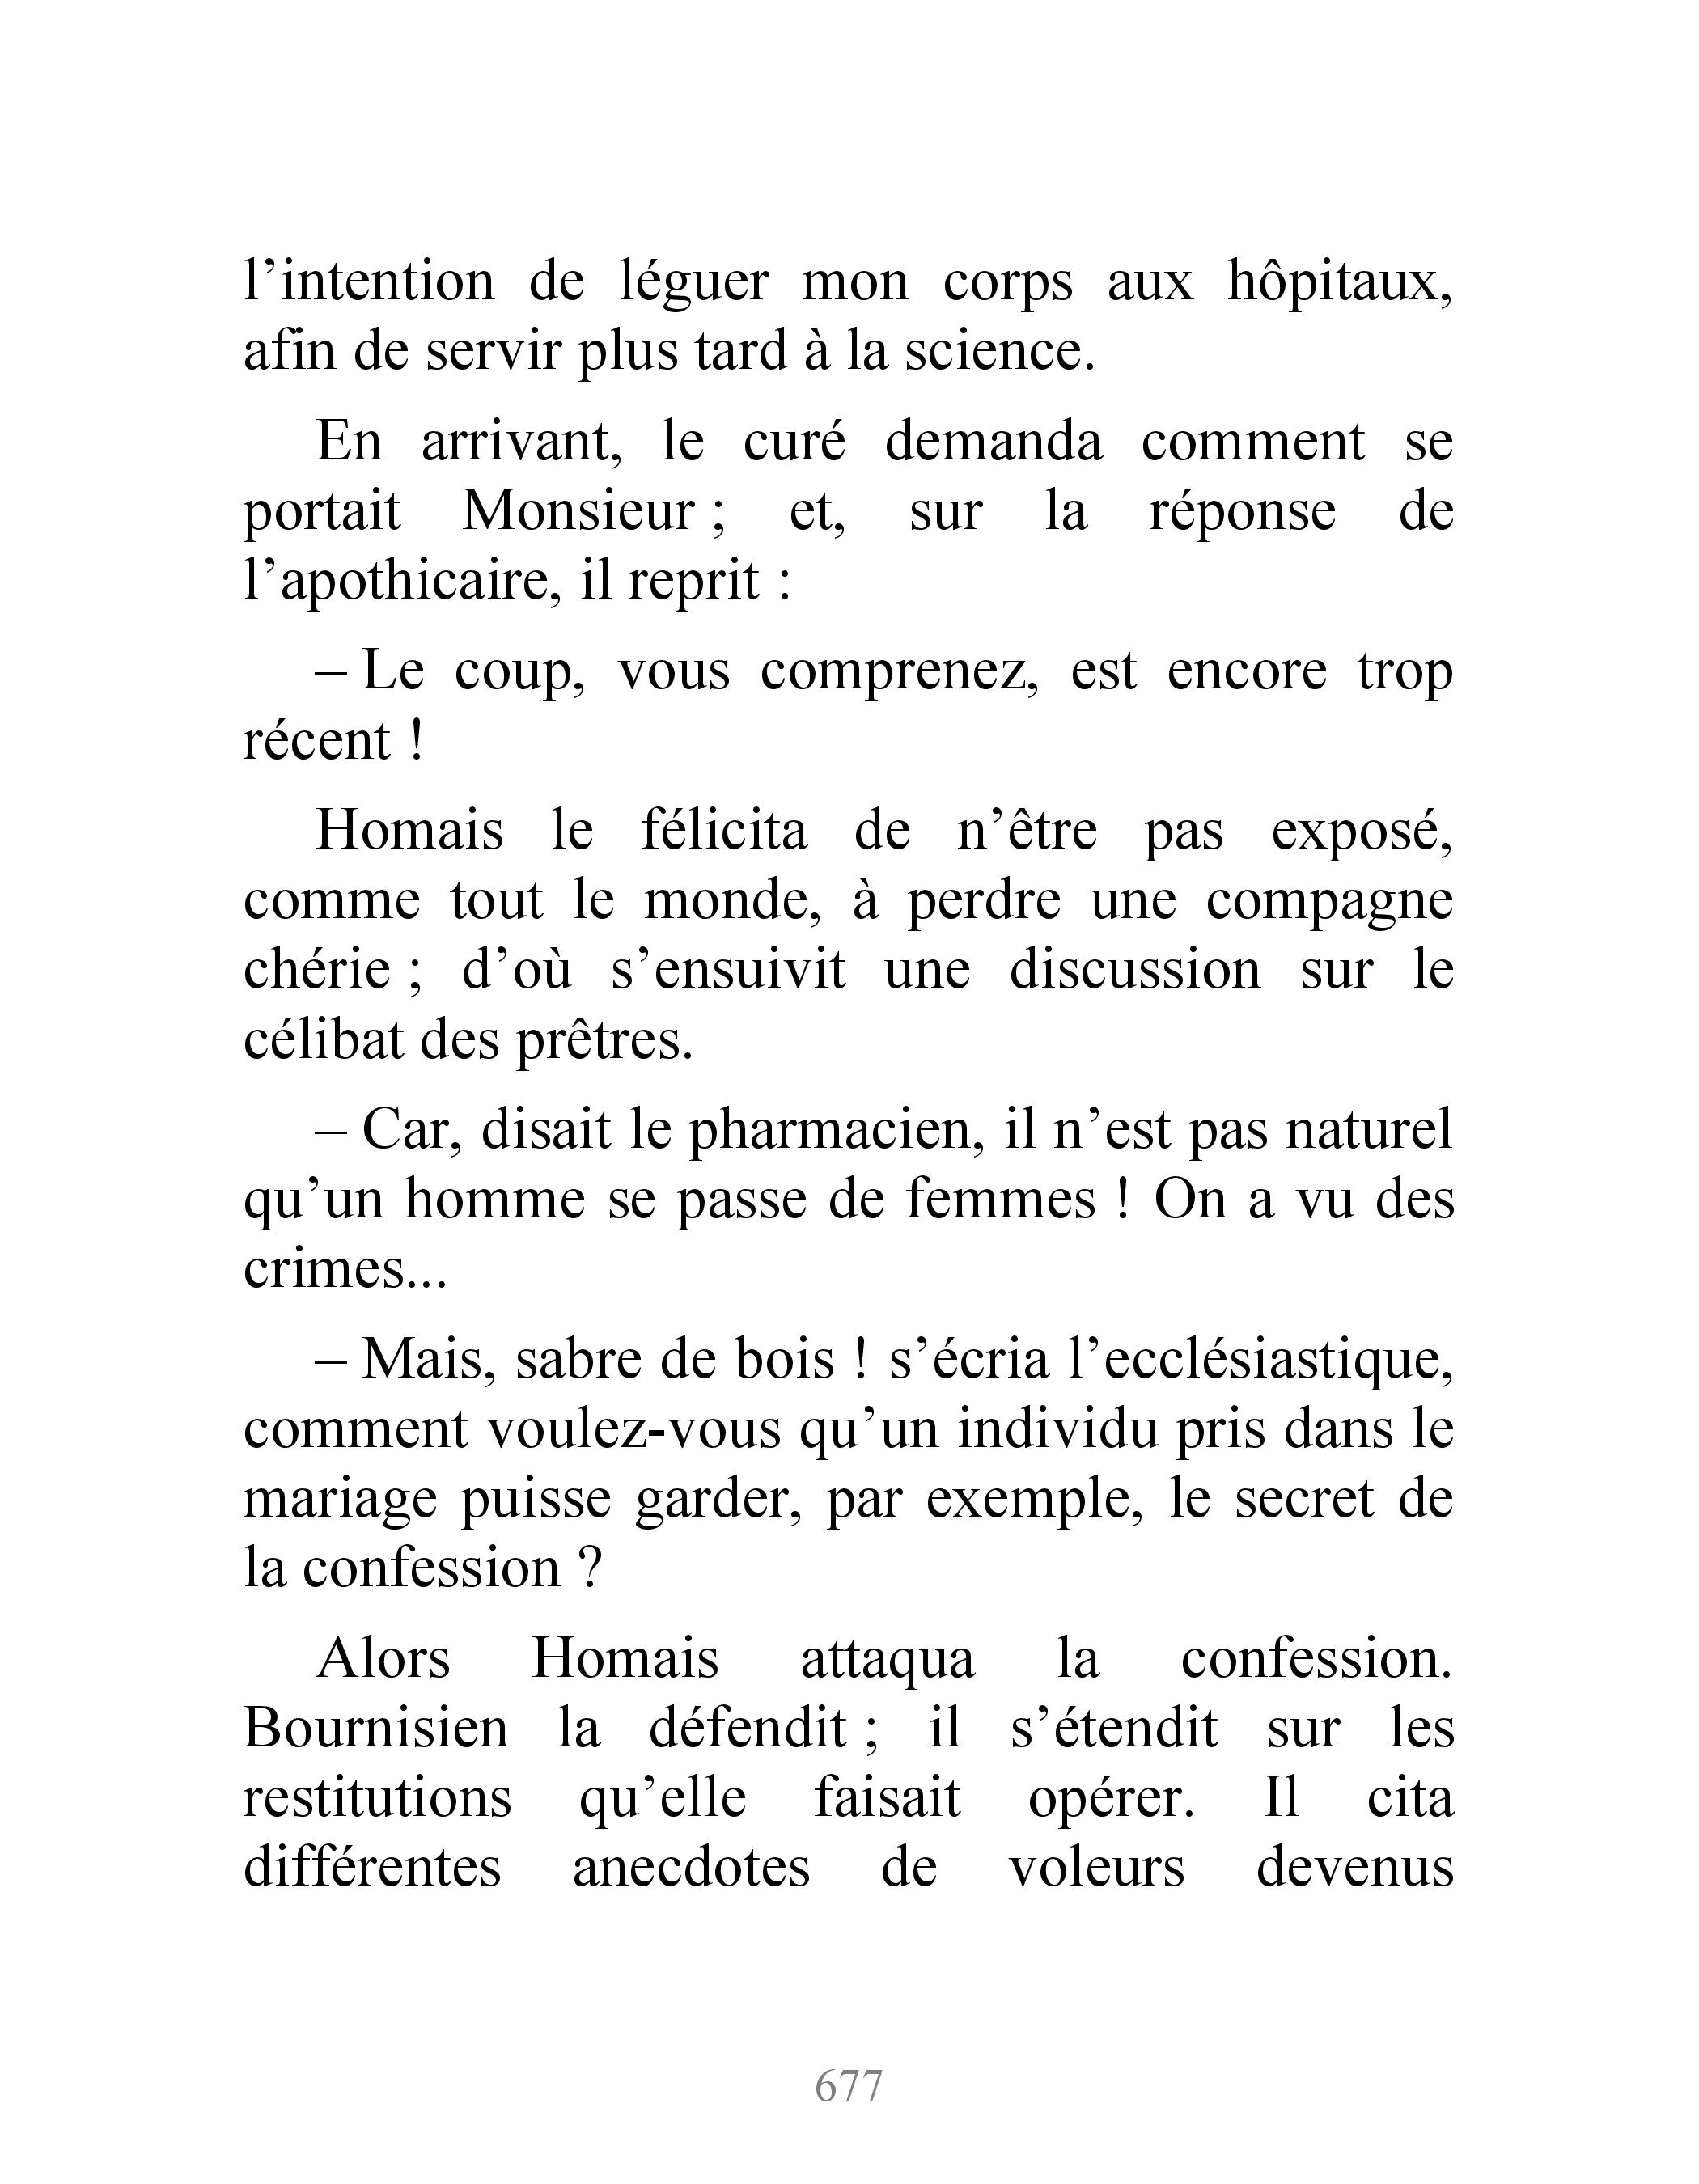 l’intention de léguer mon corps aux hôpitaux,
afin de servir plus tard à la science.
En arrivant, le curé demanda comment se
portait Monsieur ; et, sur la réponse de
l’apothicaire, il reprit :
– Le coup, vous comprenez, est encore trop
récent !
Homais le félicita de n’être pas exposé,
comme tout le monde, à perdre une compagne
chérie ; d’où s’ensuivit une discussion sur le
célibat des prêtres.
– Car, disait le pharmacien, il n’est pas naturel
qu’un homme se passe de femmes ! On a vu des
crimes...
– Mais, sabre de bois ! s’écria l’ecclésiastique,
comment voulez-vous qu’un individu pris dans le
mariage puisse garder, par exemple, le secret de
la confession ?
Alors Homais attaqua la confession.
Bournisien la défendit ; il s’étendit sur les
restitutions qu’elle faisait opérer. Il cita
différentes anecdotes de voleurs devenus
677